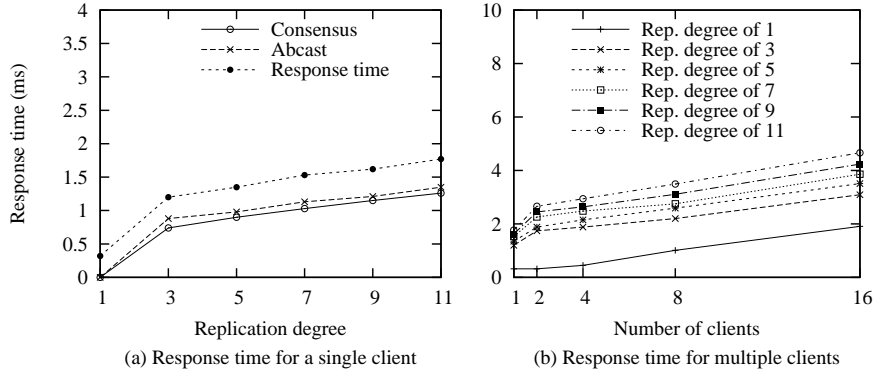 Response time (ms)
4
3.5
3
2.5
2
1.5
1
0.5
0
1
3
5
7
9
11
Consensus
Abcast
Response time
Replication degree
(a) Response time for a single client
10
8
6
4
2
0
1
2
4
8
16
Rep. degree of 1
Rep. degree of 3
Rep. degree of 5
Rep. degree of 7
Rep. degree of 9
Rep. degree of 11
Number of clients
(b) Response time for multiple clients